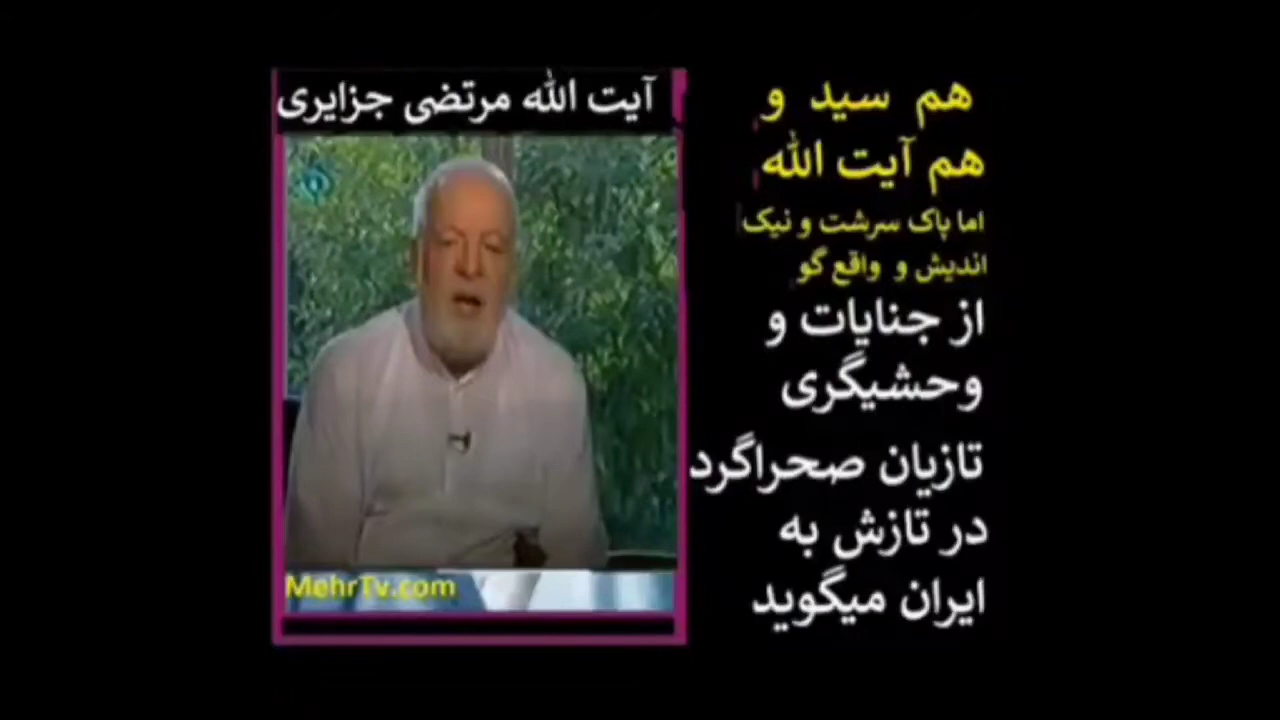 آیت الله مرتضی جزایری
هم سید و
هم آیت الله
اما پاک سرشت و نیک
اندیش و واقع گو
از جنایات و
وحشیگری
تازیان صحراگرد
در تازش به
ایران میگوید
MehrTv.com